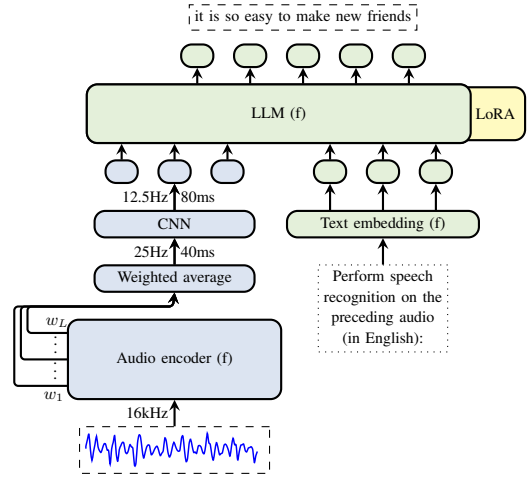 it is so easy to make new friends
LLM (f)
LoRA
12.5Hz 80ms
CNN
Text embedding (f)
25Hz 40ms
Weighted average
Perform speech
recognition on the
preceding audio
(in English):
w_L
Audio encoder (f)
w_1
16kHz